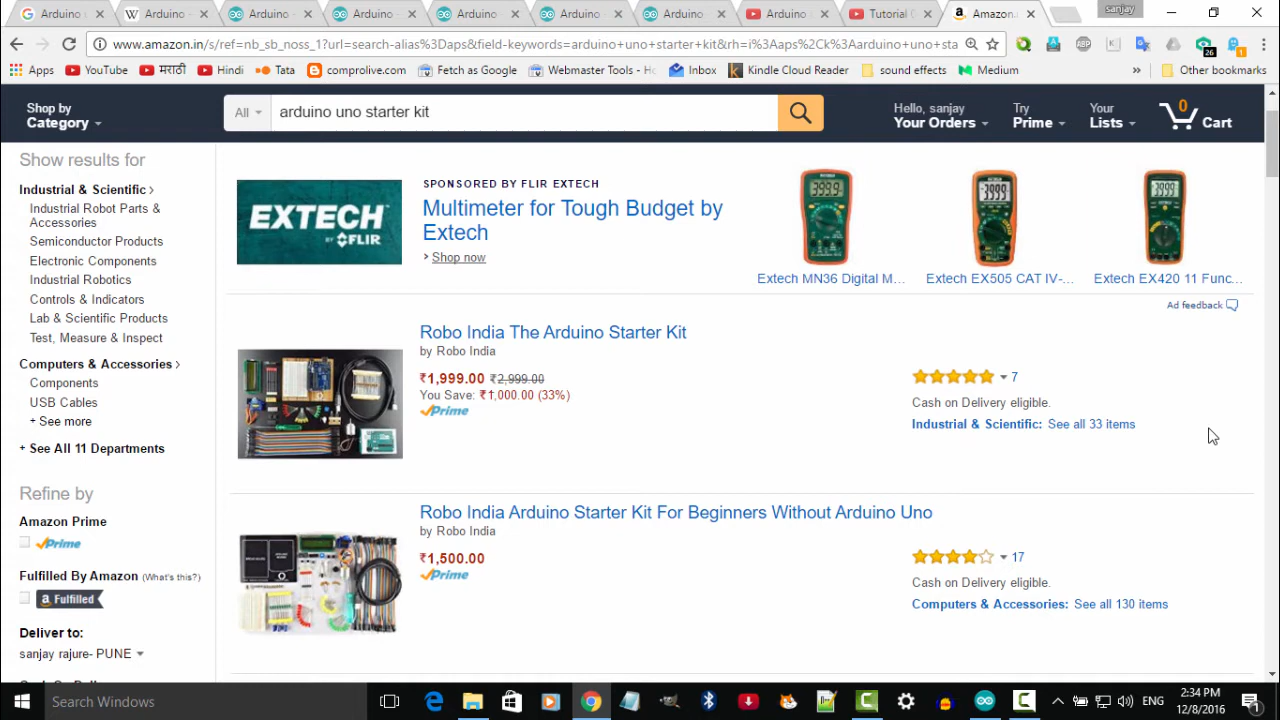 Arduino
Arduino -
Arduino -
Arduino
Arduino -
Arduino -
Arduino -
Arduino
Tutorial
Amazon.
sanjay
www.amazon.in/s/ref=nb_sb_noss_1?url=search-alias%3Daps&field-keywords=arduino+uno+starter+kit&rh=i%3Aaps%2Ck%3Aarduino+uno+sta
Apps
YouTube
मराठी
Hindi
Tata
comprolive.com
Fetch as Google
Webmaster Tools - Ho
Inbox
Kindle Cloud Reader
sound effects
Medium
»
Other bookmarks
ABP
26
1
Shop by
Category
All
arduino uno starter kit
Hello, sanjay
Your Orders
Try
Prime
Your
Lists
0
Cart
Show results for
Industrial & Scientific ›
Industrial Robot Parts &
Accessories
Semiconductor Products
Electronic Components
Industrial Robotics
Controls & Indicators
Lab & Scientific Products
Test, Measure & Inspect
Computers & Accessories ›
Components
USB Cables
+ See more
+ See All 11 Departments
Refine by
Amazon Prime
Prime
Fulfilled By Amazon (What's this?)
Fulfilled
Deliver to:
sanjay rajure- PUNE
EXTECH
BY FLIR
SPONSORED BY FLIR EXTECH
Multimeter for Tough Budget by
Extech
› Shop now
Extech MN36 Digital M...
Extech EX505 CAT IV-...
Extech EX420 11 Func...
Ad feedback
Robo India The Arduino Starter Kit
by Robo India
₹1,999.00 ₹2,999.00
You Save: ₹1,000.00 (33%)
Prime
7
Cash on Delivery eligible.
Industrial & Scientific: See all 33 items
Robo India Arduino Starter Kit For Beginners Without Arduino Uno
by Robo India
₹1,500.00
Prime
17
Cash on Delivery eligible.
Computers & Accessories: See all 130 items
Search Windows
ENG
2:34 PM
12/8/2016
1